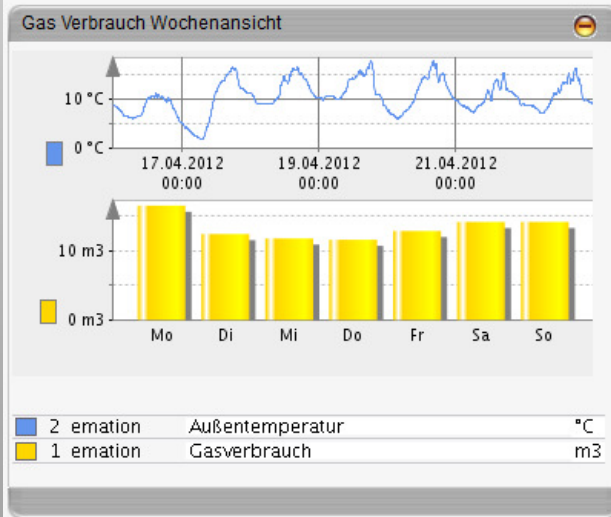 Gas Verbrauch Wochenansicht
10 °C
0 °C
17.04.2012 19.04.2012 21.04.2012
00:00 00:00 00:00
10 m3
0 m3
Mo Di Mi Do Fr Sa So
2 emation Außentemperatur °C
1 emation Gasverbrauch m3